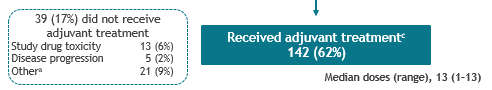 39 (17%) did not receive
adjuvant treatment
Study drug toxicity 13 (6%)
Disease progression 5 (2%)
Otherᵃ 21 (9%)
Received adjuvant treatmentᶜ
142 (62%)
Median doses (range), 13 (1-13)